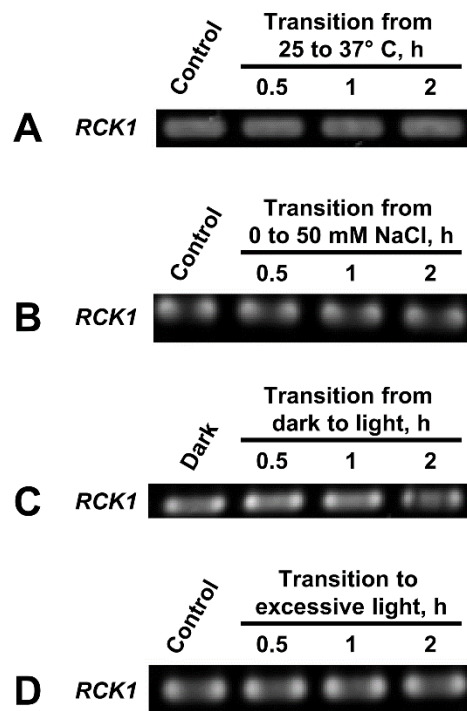 Control
Transition from
25 to 37° C, h
0.5 1 2
A RCK1
Control
Transition from
0 to 50 mM NaCl, h
0.5 1 2
B RCK1
Dark
Transition from
dark to light, h
0.5 1 2
C RCK1
Control
Transition to
excessive light, h
0.5 1 2
D RCK1